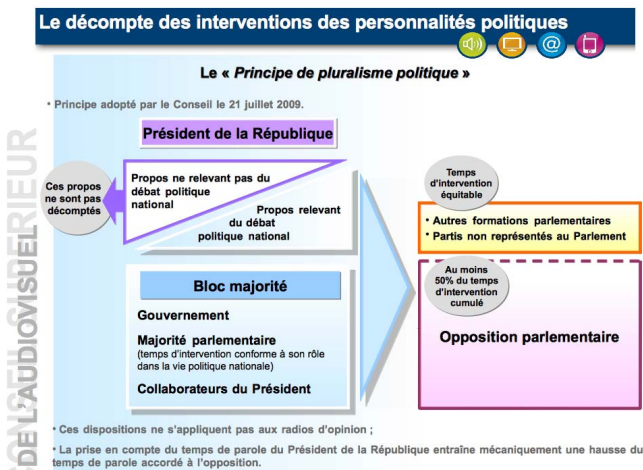 Le décompte des interventions des personnalités politiques
Le « Principe de pluralisme politique »
• Principe adopté par le Conseil le 21 juillet 2009.
Président de la République
Ces propos
ne sont pas
décomptés
Propos ne relevant pas du
débat politique
national
Propos relevant
du débat
politique national
Temps
d'intervention
équitable
• Autres formations parlementaires
• Partis non représentés au Parlement
Bloc majorité
Gouvernement
Majorité parlementaire
(temps d'intervention conforme à son rôle
dans la vie politique nationale)
Collaborateurs du Président
Au moins
50% du temps
d'intervention
cumulé
Opposition parlementaire
• Ces dispositions ne s'appliquent pas aux radios d'opinion ;
• La prise en compte du temps de parole du Président de la République entraîne mécaniquement une hausse du
temps de parole accordé à l'opposition.
CONSEIL SUPERIEUR
DE L'AUDIOVISUEL